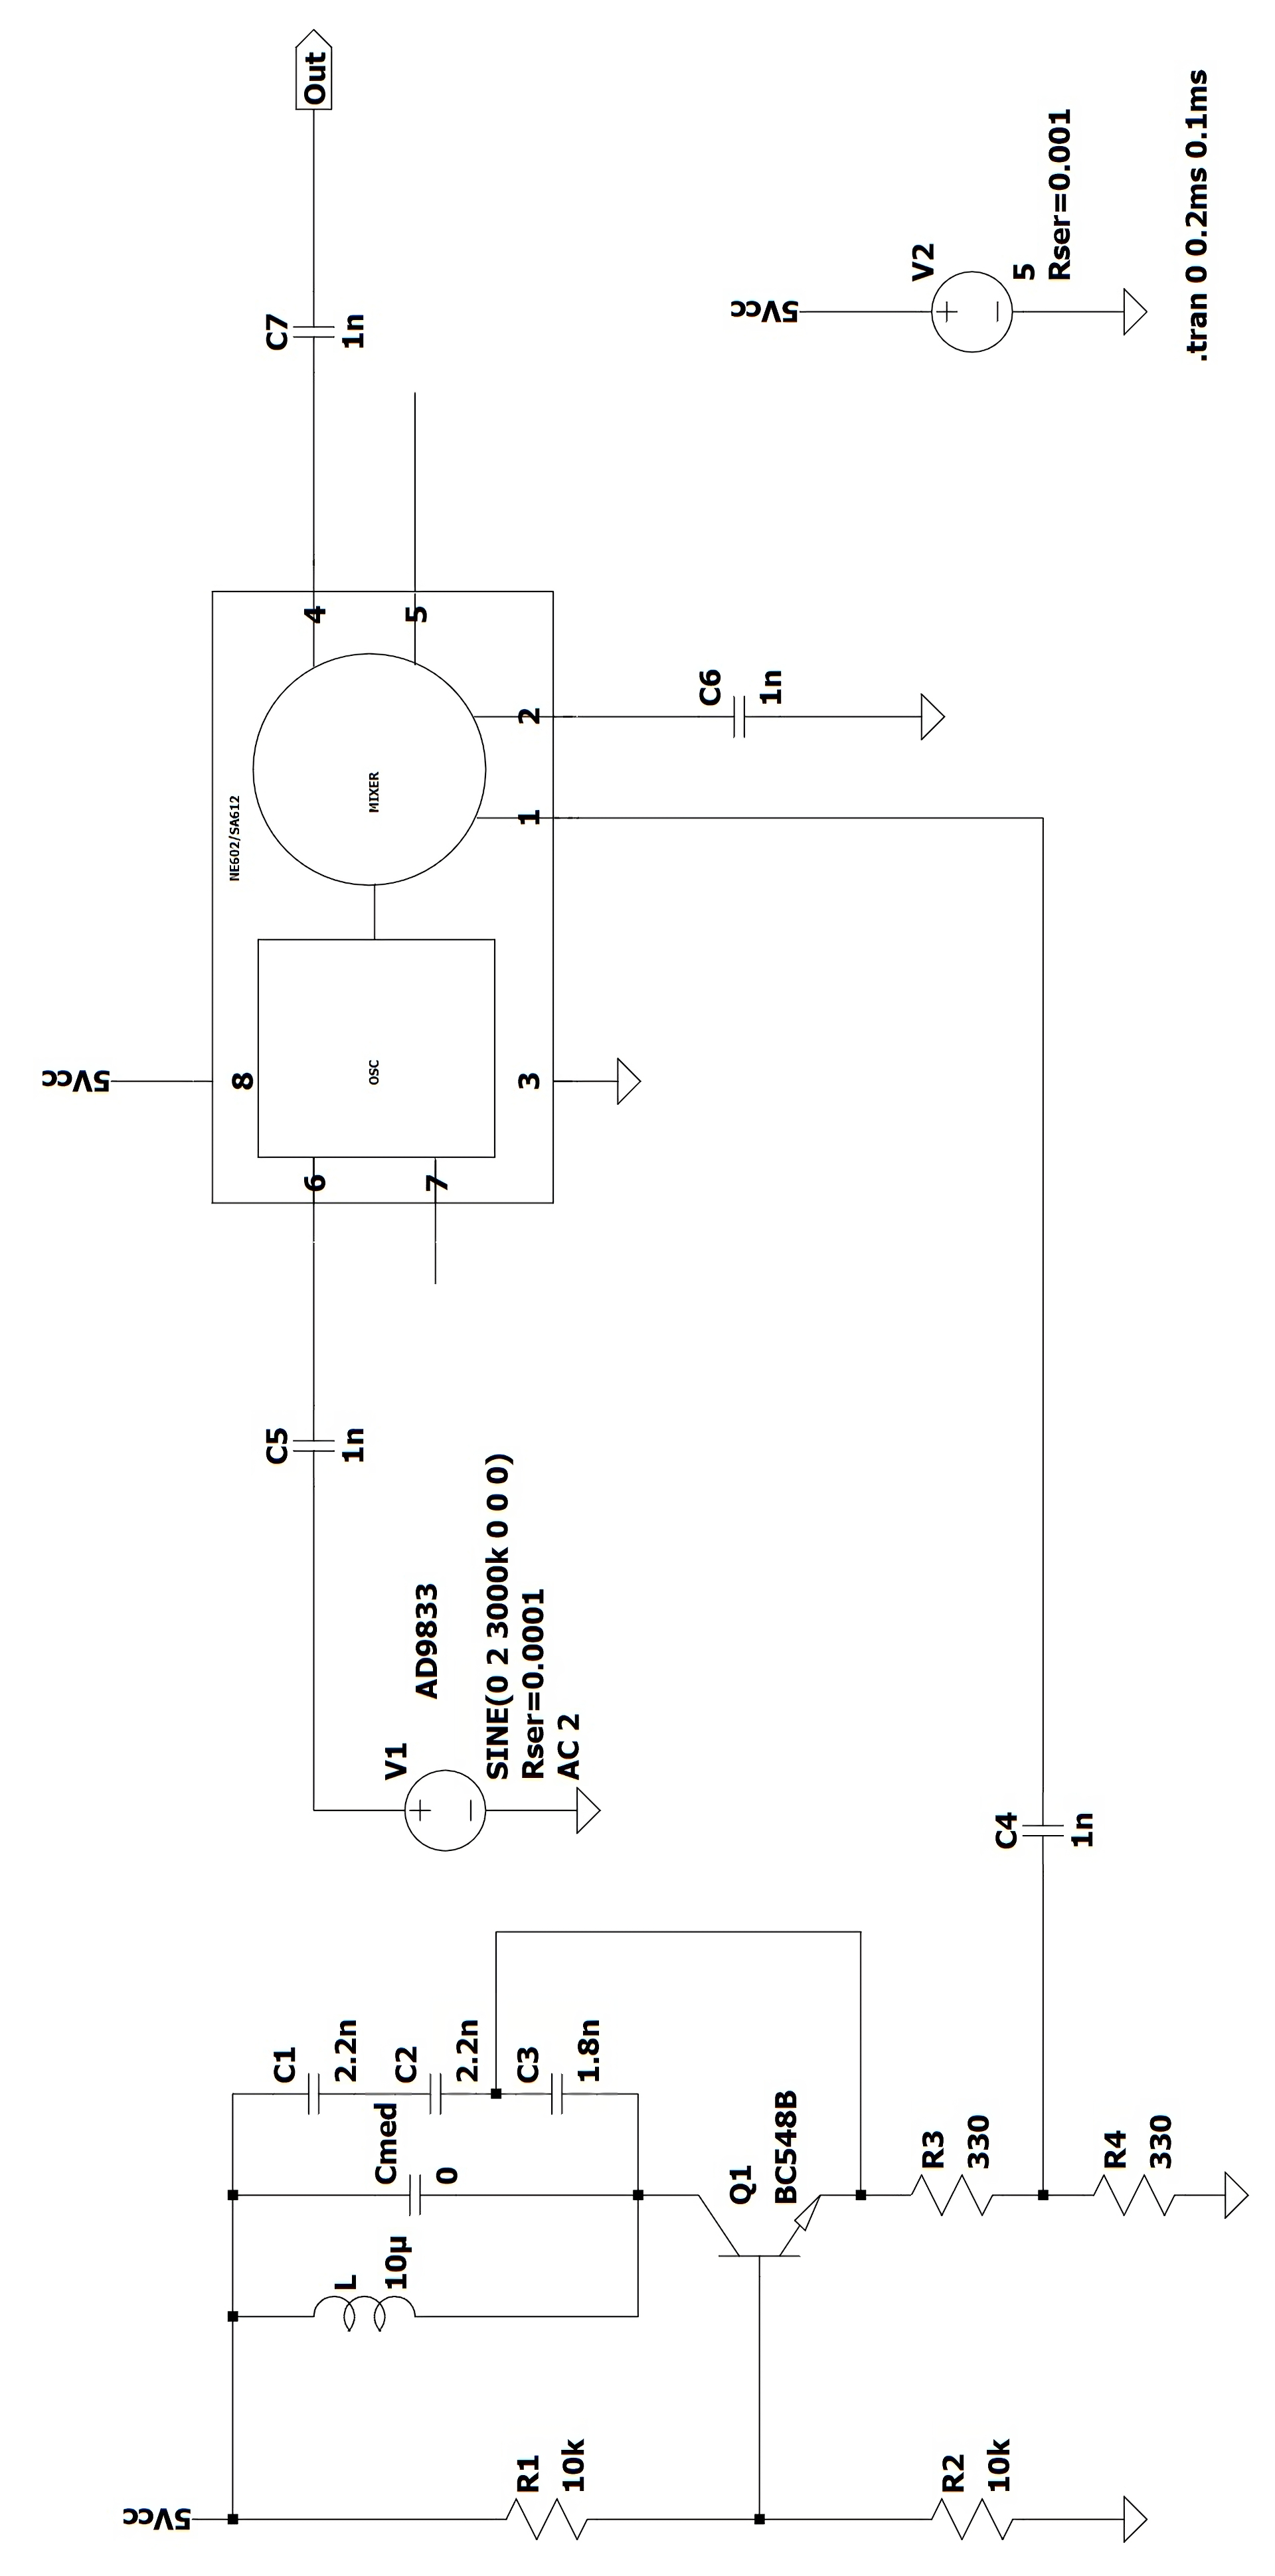 5Vcc
R1
10k
R2
10k
L
10µ
Cmed
0
C1
2.2n
C2
2.2n
C3
1.8n
Q1
BC548B
R3
330
R4
330
C4
1n
V1
AD9833
SINE(0 2 3000k 0 0 0)
Rser=0.0001
AC 2
C5
1n
5Vcc
NE602/SA612
OSC
MIXER
6
7
8
3
1
2
4
5
C6
1n
C7
1n
Out
5Vcc
V2
5
Rser=0.001
.tran 0 0.2ms 0.1ms